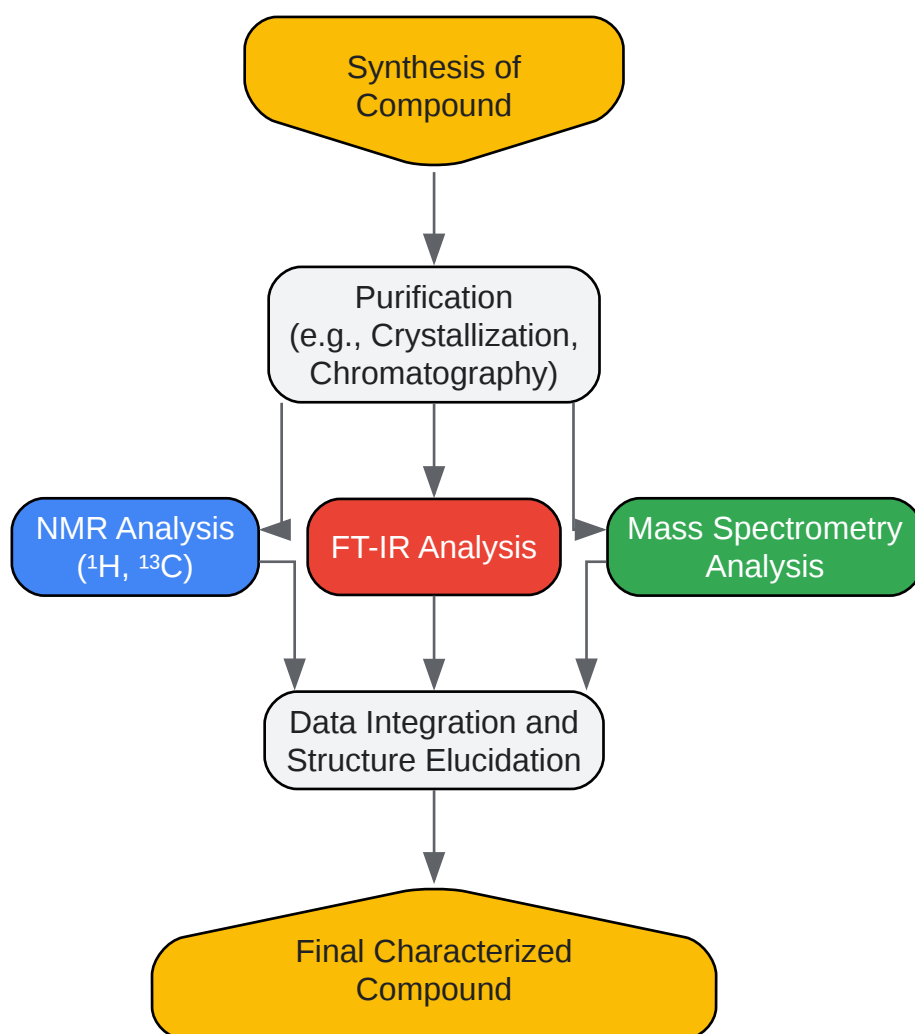 Synthesis of
Compound
Purification
(e.g., Crystallization,
Chromatography)
NMR Analysis
(¹H, ¹³C)
FT-IR Analysis
Mass Spectrometry
Analysis
Data Integration and
Structure Elucidation
Final Characterized
Compound